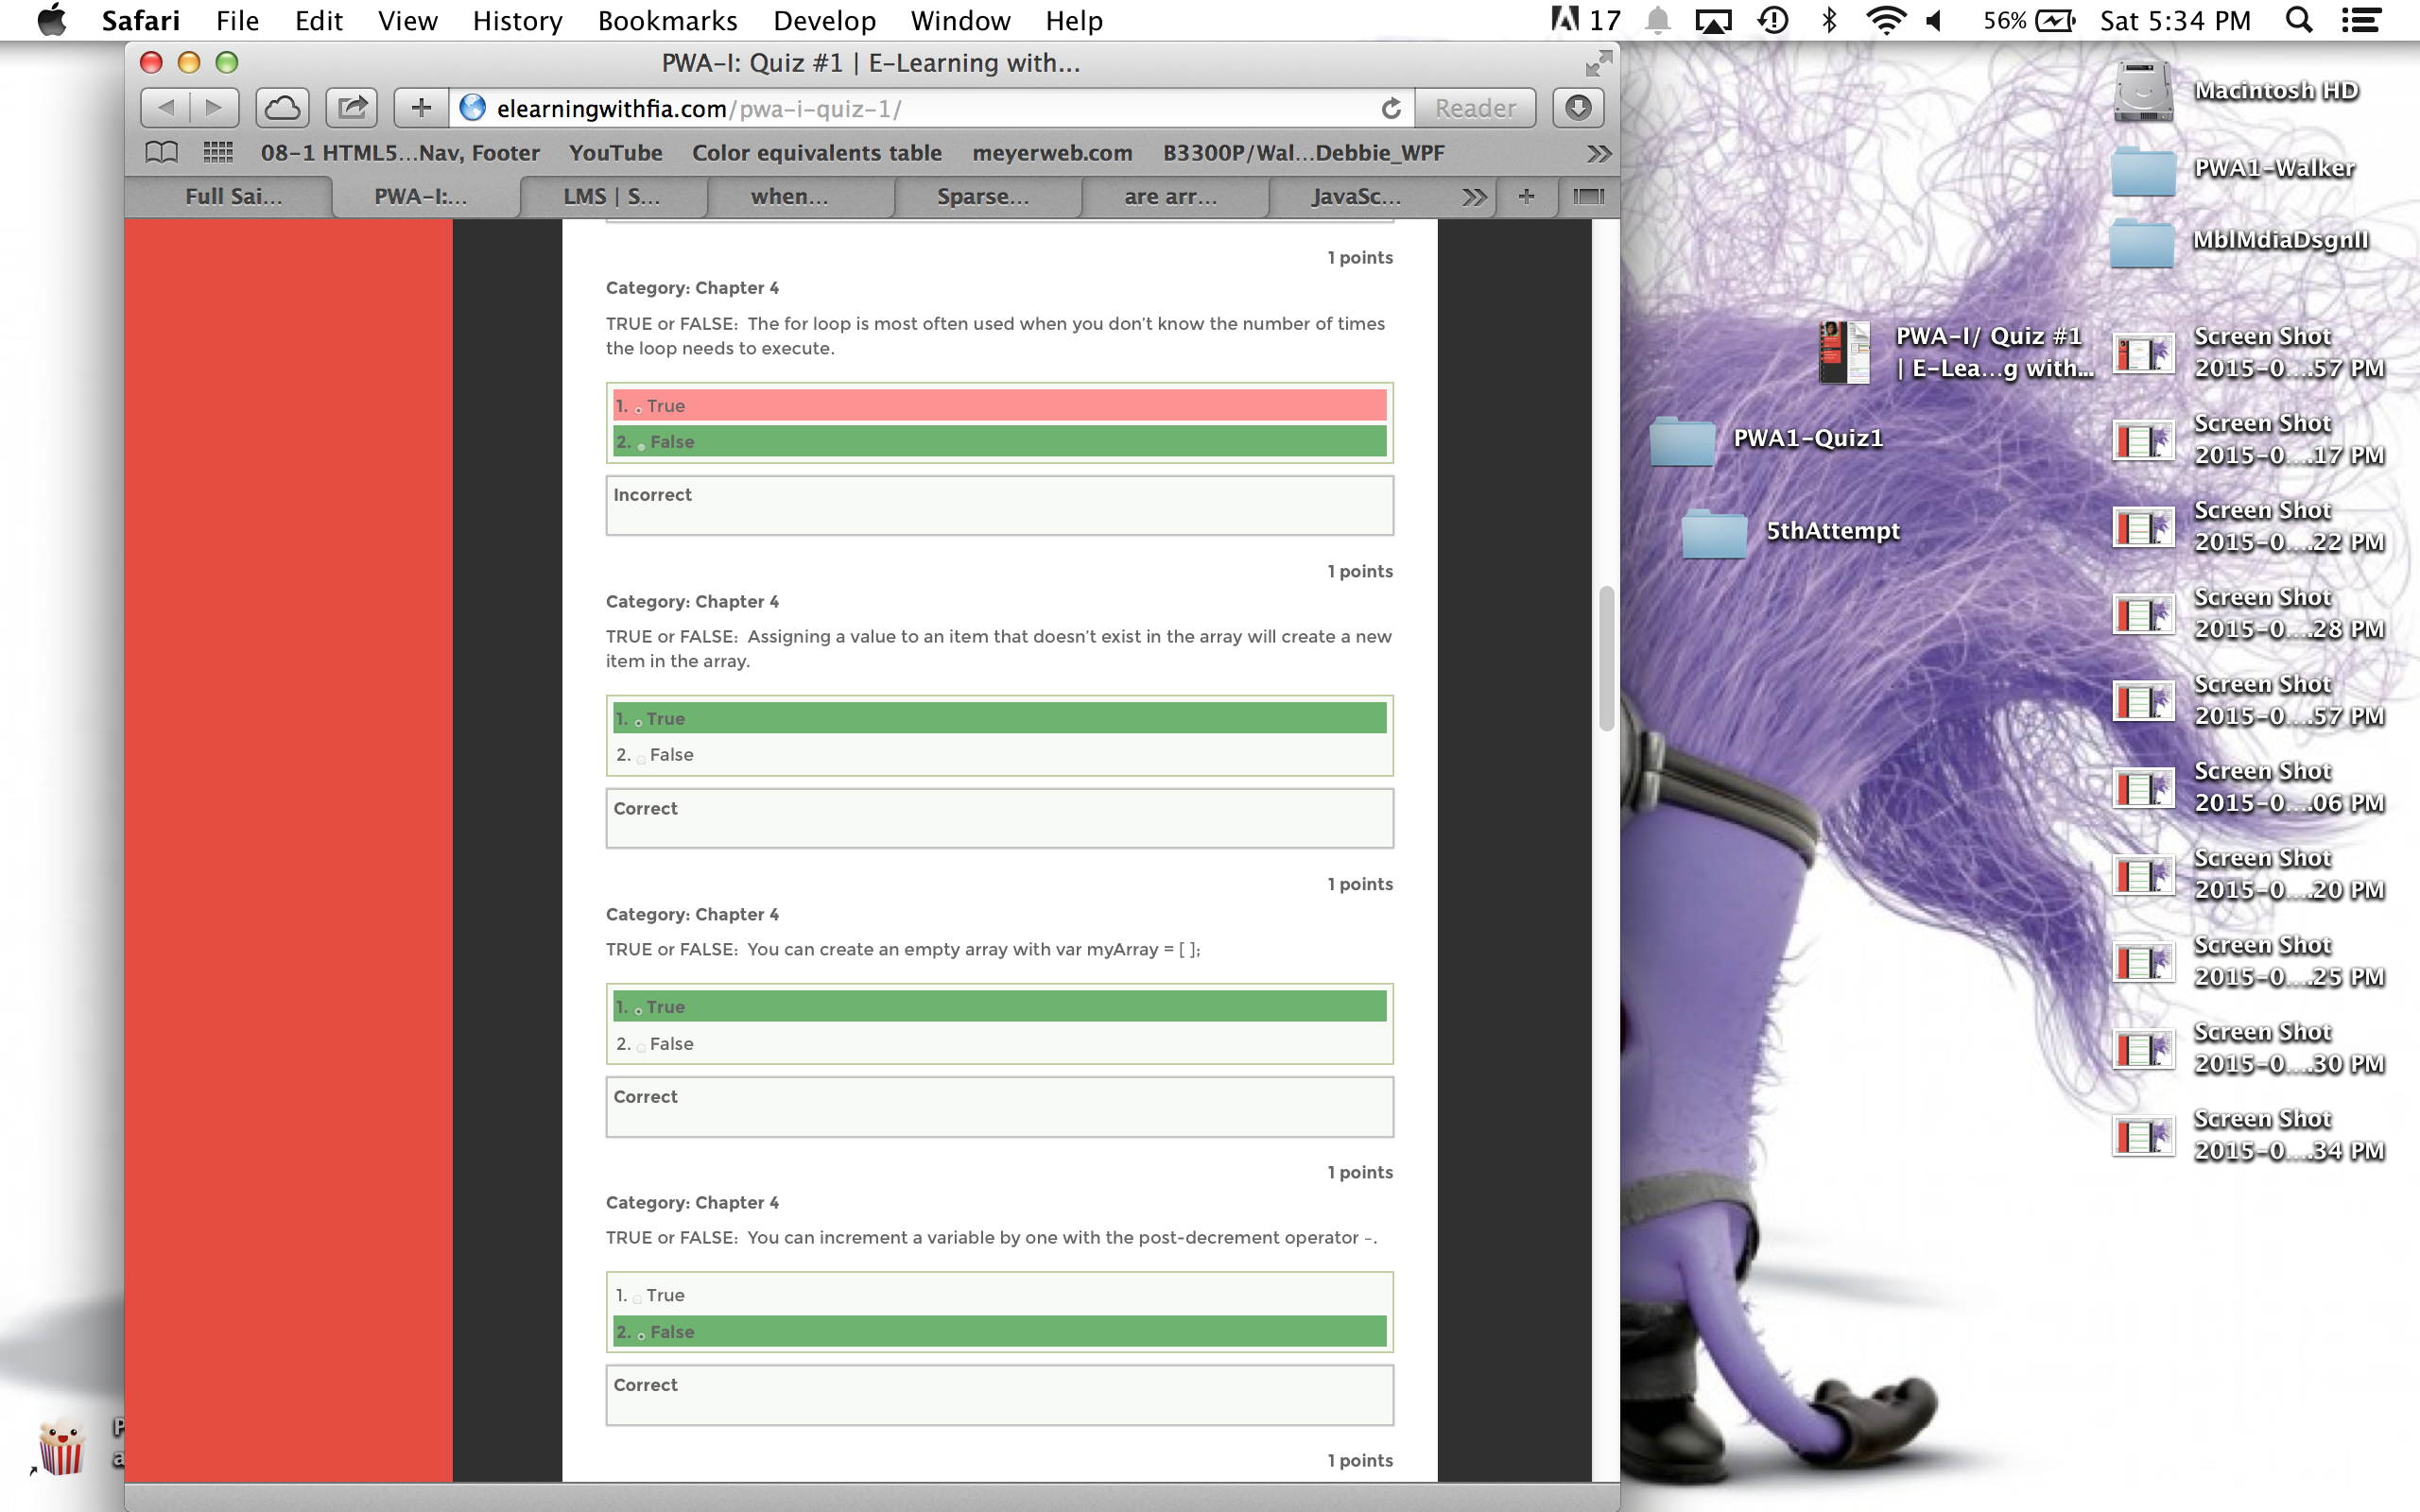 Safari File Edit View History Bookmarks Develop Window Help 17 56% Sat 5:34 PM
PWA-I: Quiz #1 | E-Learning with...
elearningwithfia.com/pwa-i-quiz-1/ Reader
08-1 HTML5...Nav, Footer YouTube Color equivalents table meyerweb.com B3300P/Wal...Debbie_WPF
Full Sai... PWA-I:... LMS | S... when... Sparse... are arr... JavaSc...
1 points
Category: Chapter 4
TRUE or FALSE: The for loop is most often used when you don't know the number of times
the loop needs to execute.
1. True
2. False
Incorrect
1 points
Category: Chapter 4
TRUE or FALSE: Assigning a value to an item that doesn't exist in the array will create a new
item in the array.
1. True
2. False
Correct
1 points
Category: Chapter 4
TRUE or FALSE: You can create an empty array with var myArray = [ ];
1. True
2. False
Correct
1 points
Category: Chapter 4
TRUE or FALSE: You can increment a variable by one with the post-decrement operator –.
1. True
2. False
Correct
1 points
P
a
PWA-I/ Quiz #1
| E-Lea...g with...
PWA1-Quiz1
5thAttempt
Macintosh HD
PWA1-Walker
MblMdiaDsgnII
Screen Shot
2015-0....57 PM
Screen Shot
2015-0....17 PM
Screen Shot
2015-0....22 PM
Screen Shot
2015-0....28 PM
Screen Shot
2015-0....57 PM
Screen Shot
2015-0....06 PM
Screen Shot
2015-0....20 PM
Screen Shot
2015-0....25 PM
Screen Shot
2015-0....30 PM
Screen Shot
2015-0....34 PM